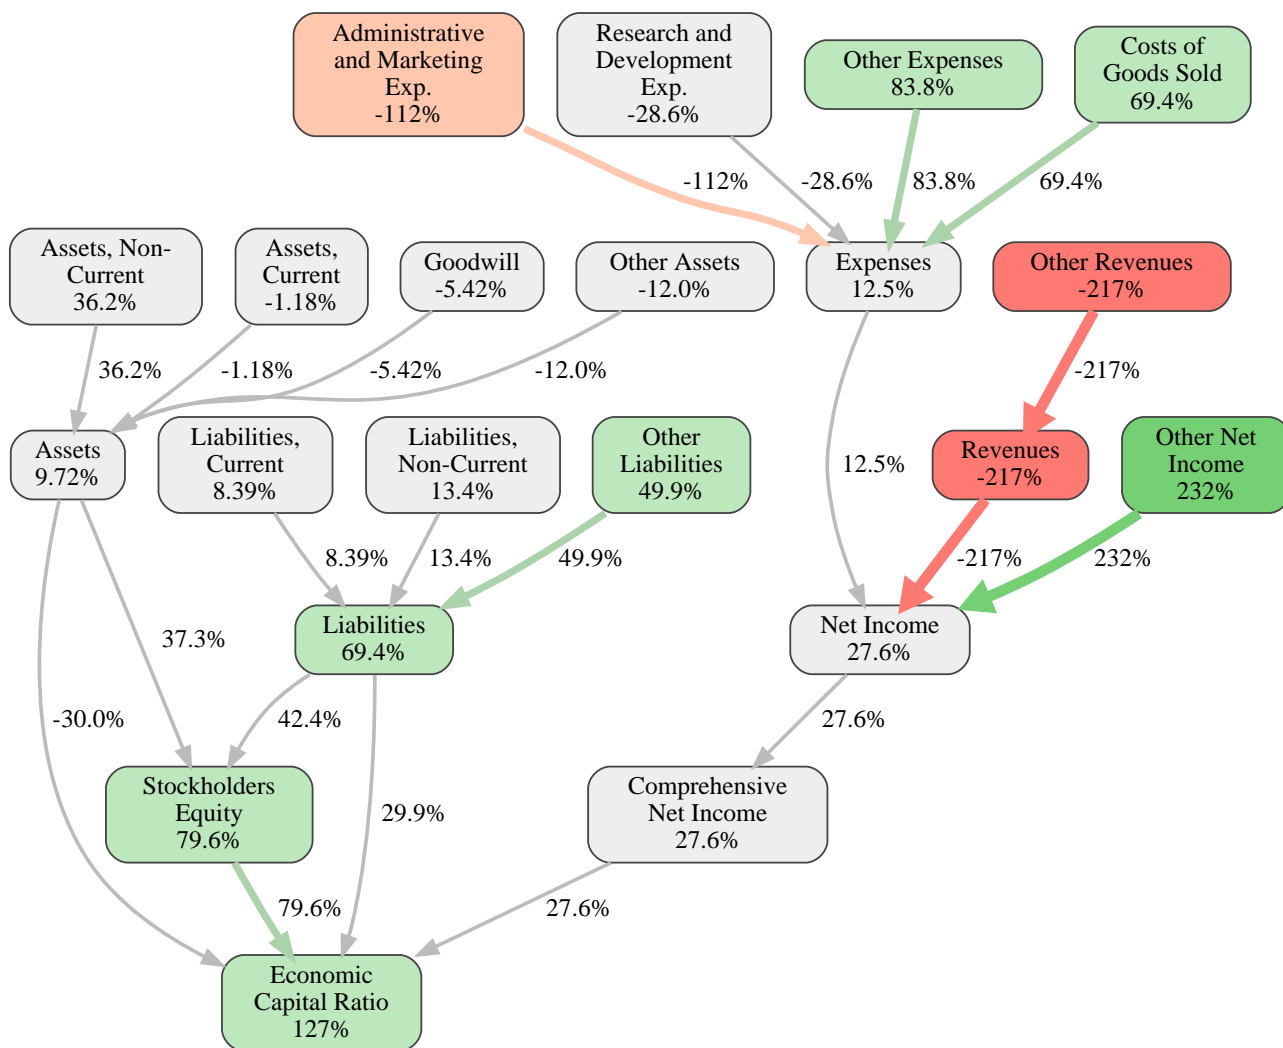 Administrative
and Marketing
Exp.
-112%
Research and
Development
Exp.
-28.6%
Other Expenses
83.8%
Costs of
Goods Sold
69.4%
-112%
-28.6%
83.8%
69.4%
Assets, Non-
Current
36.2%
Assets,
Current
-1.18%
Goodwill
-5.42%
Other Assets
-12.0%
Expenses
12.5%
Other Revenues
-217%
36.2%
-1.18%
-5.42%
-12.0%
-217%
Assets
9.72%
Liabilities,
Current
8.39%
Liabilities,
Non-Current
13.4%
Other
Liabilities
49.9%
12.5%
Revenues
-217%
Other Net
Income
232%
8.39%
13.4%
49.9%
-217%
232%
37.3%
Liabilities
69.4%
Net Income
27.6%
-30.0%
42.4%
27.6%
Stockholders
Equity
79.6%
29.9%
Comprehensive
Net Income
27.6%
79.6%
27.6%
Economic
Capital Ratio
127%